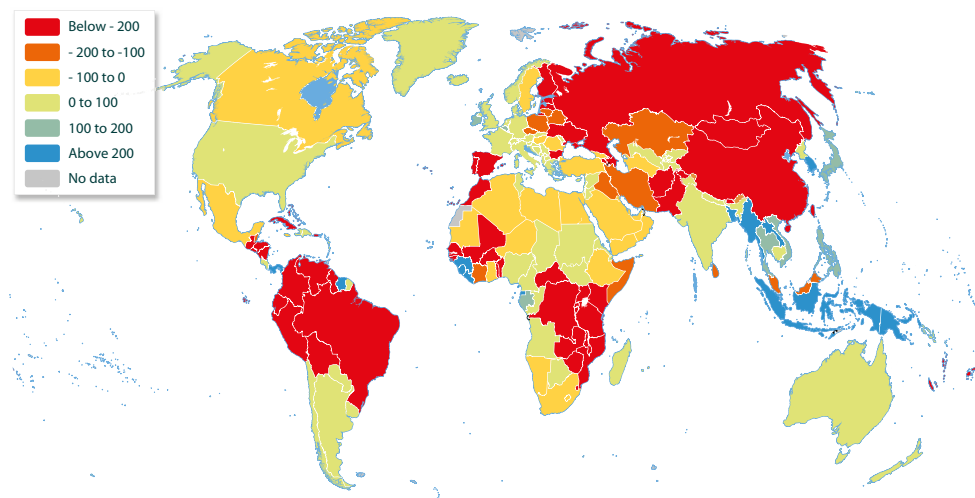 Below - 200
- 200 to -100
- 100 to 0
0 to 100
100 to 200
Above 200
No data